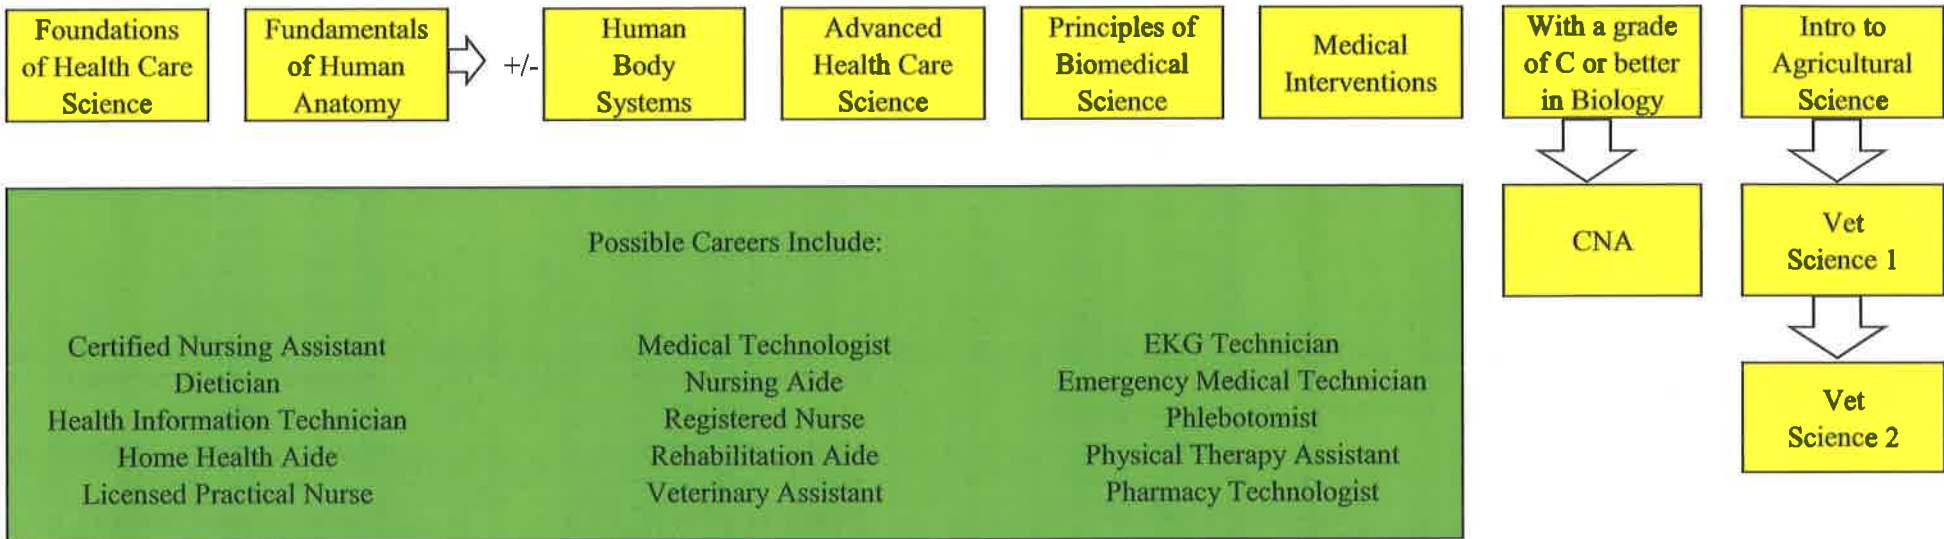 Foundations
of Health Care
Science
Fundamentals
of Human
Anatomy
+/-
Human
Body
Systems
Advanced
Health Care
Science
Principles of
Biomedical
Science
Medical
Interventions
With a grade
of C or better
in Biology
Intro to
Agricultural
Science
CNA
Vet
Science 1
Vet
Science 2
Possible Careers Include:
Certified Nursing Assistant
Dietician
Health Information Technician
Home Health Aide
Licensed Practical Nurse
Medical Technologist
Nursing Aide
Registered Nurse
Rehabilitation Aide
Veterinary Assistant
EKG Technician
Emergency Medical Technician
Phlebotomist
Physical Therapy Assistant
Pharmacy Technologist